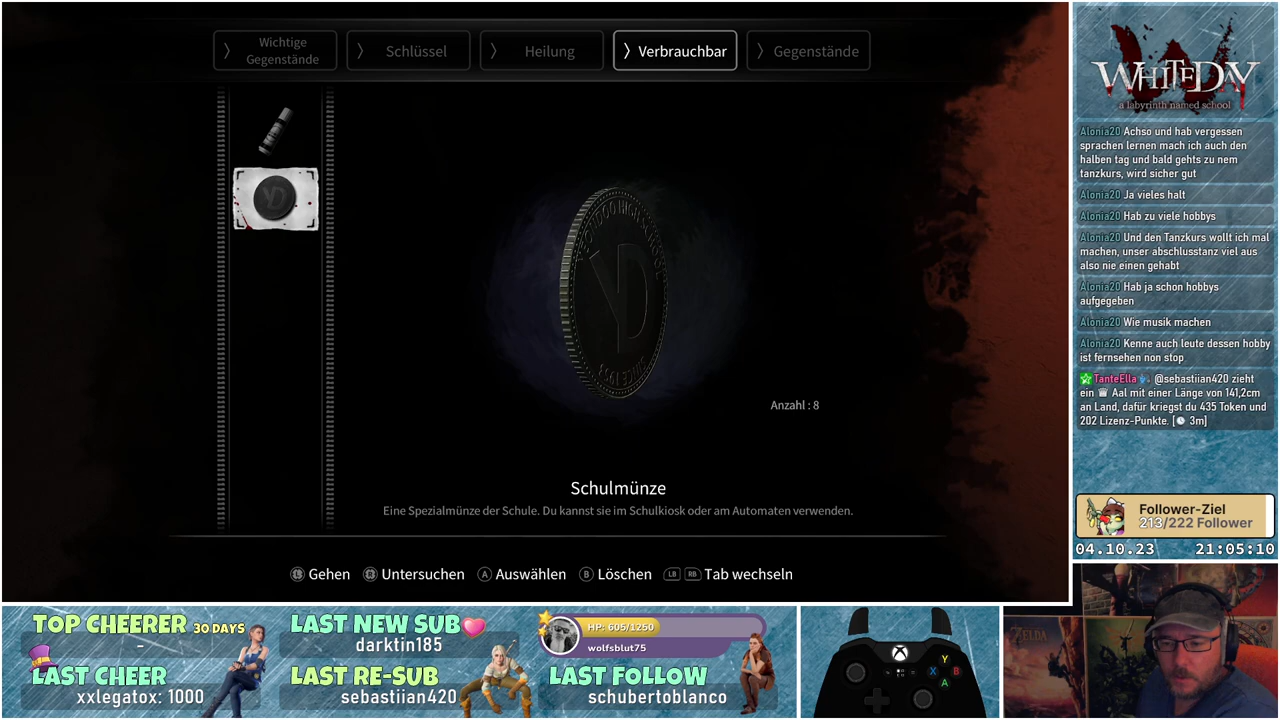 Wichtige
Gegenstände
Schlüssel
Heilung
Verbrauchbar
Gegenstände
Anzahl : 8
Schulmünze
Eine Spezialmünze der Schule. Du kannst sie im Schulkiosk oder am Automaten verwenden.
Gehen
Untersuchen
A Auswählen
B Löschen
LB RB Tab wechseln
WHITEDAY
a labyrinth named school
Alonia20 Achso und hab vergessen
sprachen lernen mach ich auch den
halben tag und bald gehts zu nem
tanzkurs, wird sicher gut
Alonia20 Ja vieles halt
Alonia20 Hab zu viele hobbys
Alonia20 Und den Tanzkurs wollt ich mal
machen, unser abschlusstanz viel aus
also nie einen gehabt
Alonia20 Hab ja schon hobbys
aufgegeben
Alonia20 Wie musik machen
Alonia20 Kenne auch leute dessen hobby
ist fernsehen non stop
TanteElla @sebastiian420 zieht
ein Aal mit einer Länge von 141,2cm
an Land, dafür kriegst du 435 Token und
202 Lizenz-Punkte. [ 3m]
Follower-Ziel
213/222 Follower
04.10.23 21:05:10
TOP CHEERER 30 DAYS
-
LAST CHEER
xxlegatox: 1000
LAST NEW SUB
darktin185
LAST RE-SUB
sebastiian420
HP: 605/1250
wolfsblut75
LAST FOLLOW
schubertoblanco
Y
X B
A
ZELDA